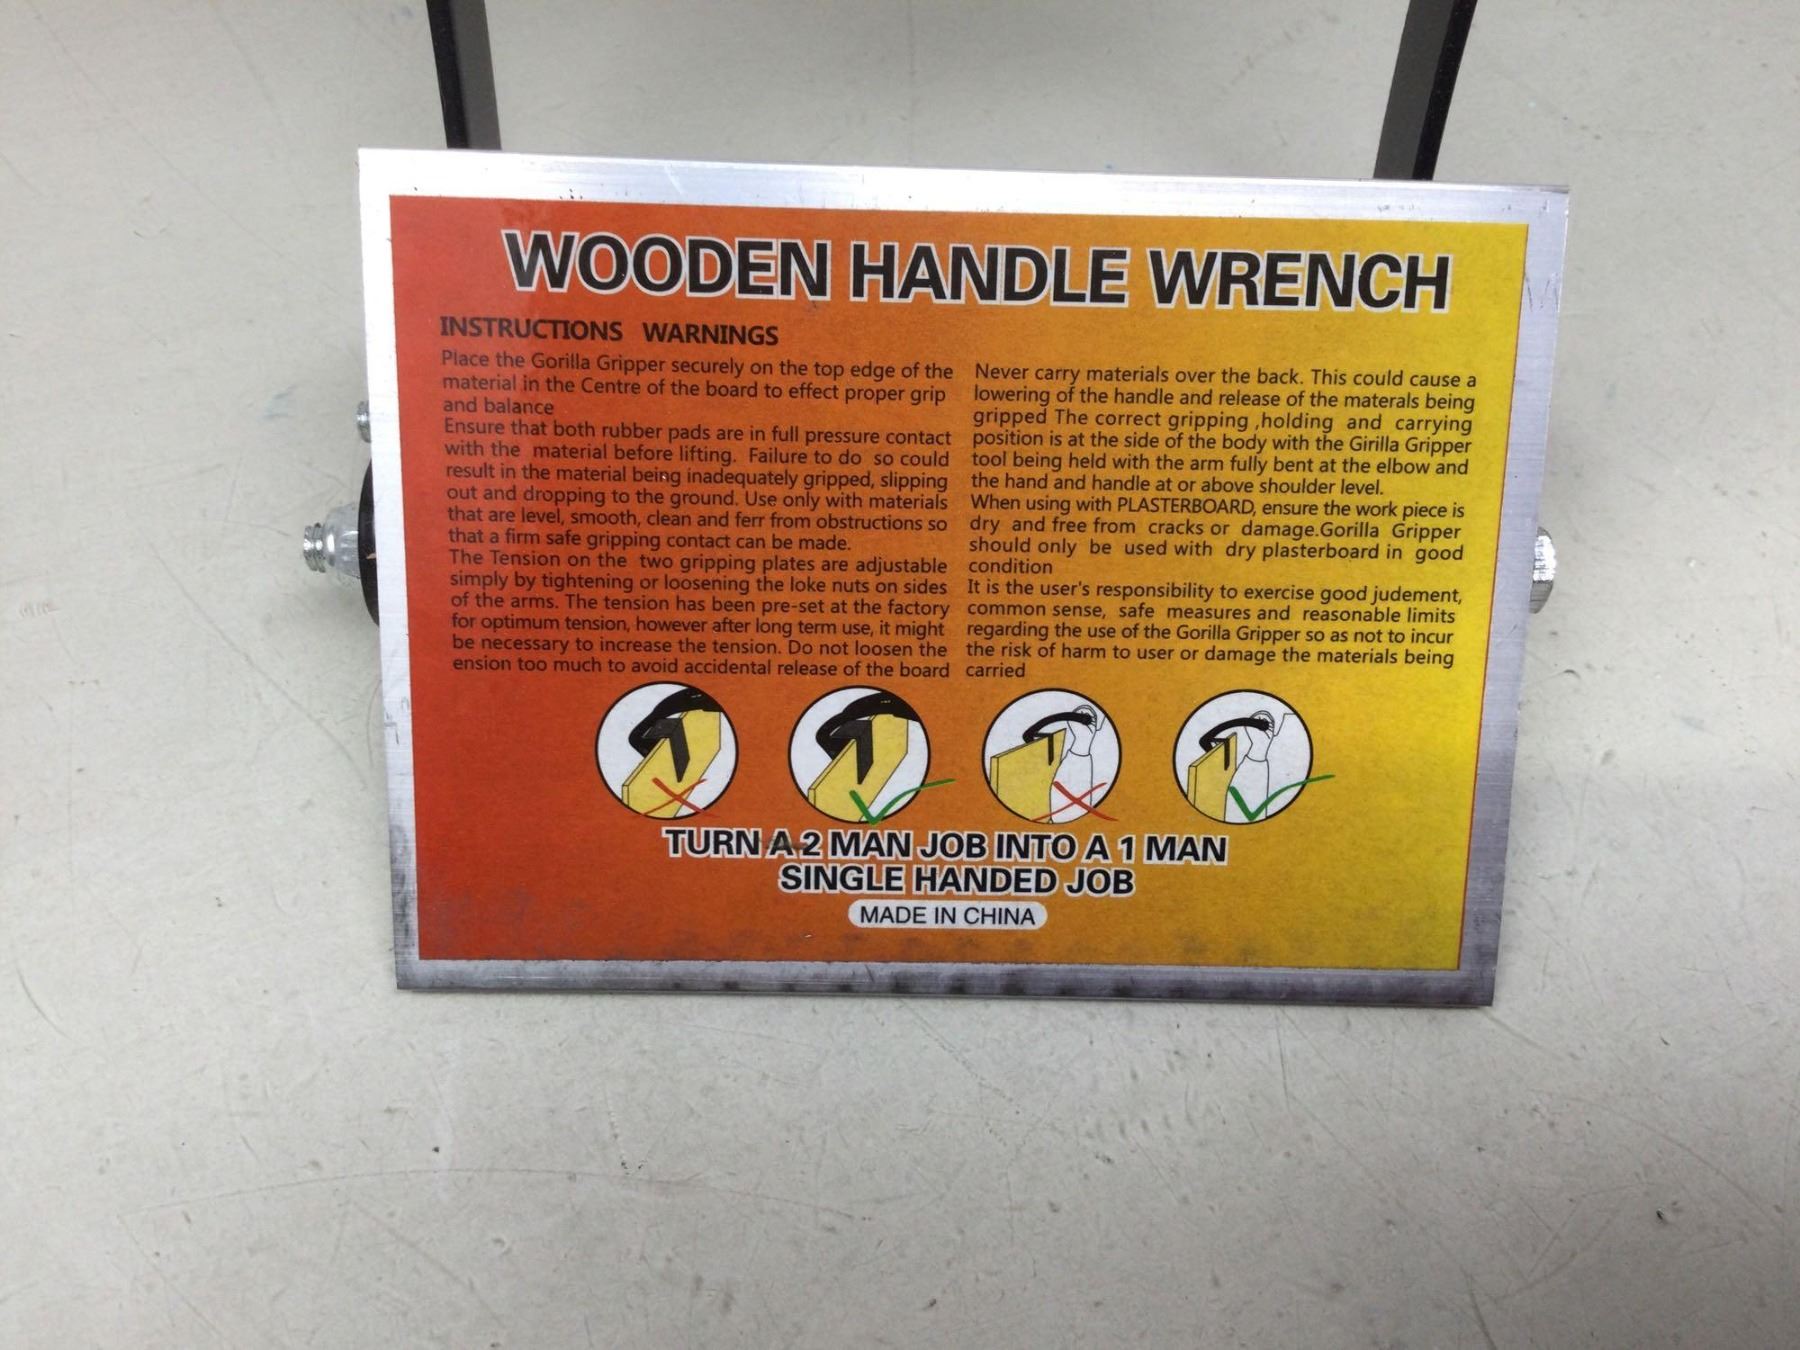 WOODEN HANDLE WRENCH
INSTRUCTIONS WARNINGS
Place the Gorilla Gripper securely on the top edge of the
material in the Centre of the board to effect proper grip
and balance
Ensure that both rubber pads are in full pressure contact
with the material before lifting. Failure to do so could
result in the material being inadequately gripped, slipping
out and dropping to the ground. Use only with materials
that are level, smooth, clean and ferr from obstructions so
that a firm safe gripping contact can be made.
The Tension on the two gripping plates are adjustable
simply by tightening or loosening the loke nuts on sides
of the arms. The tension has been pre-set at the factory
for optimum tension, however after long term use, it might
be necessary to increase the tension. Do not loosen the
ension too much to avoid accidental release of the board
Never carry materials over the back. This could cause a
lowering of the handle and release of the materals being
gripped The correct gripping ,holding and carrying
position is at the side of the body with the Girilla Gripper
tool being held with the arm fully bent at the elbow and
the hand and handle at or above shoulder level.
When using with PLASTERBOARD, ensure the work piece is
dry and free from cracks or damage.Gorilla Gripper
should only be used with dry plasterboard in good
condition
It is the user's responsibility to exercise good judement,
common sense, safe measures and reasonable limits
regarding the use of the Gorilla Gripper so as not to incur
the risk of harm to user or damage the materials being
carried
TURN A 2 MAN JOB INTO A 1 MAN
SINGLE HANDED JOB
MADE IN CHINA